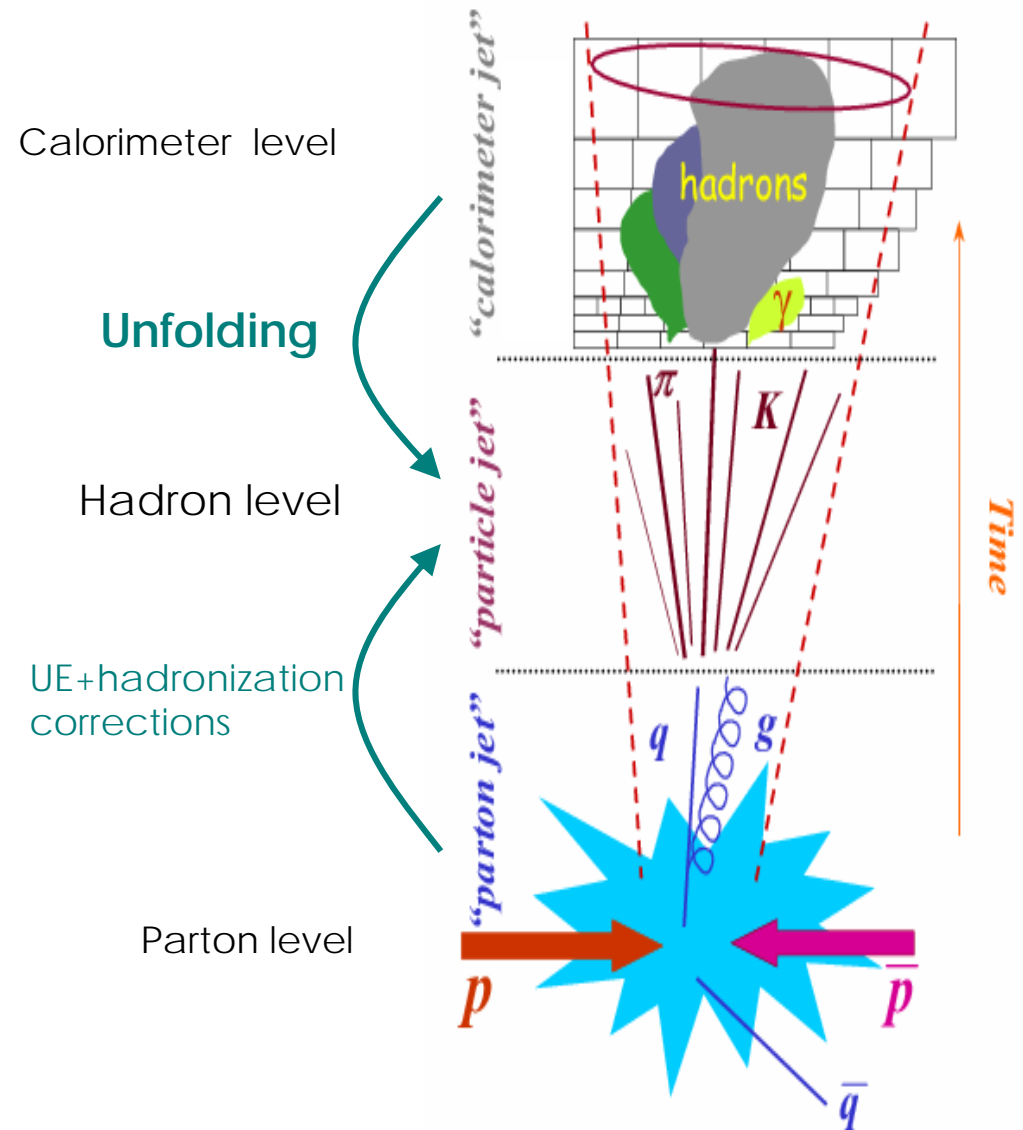 Calorimeter level
"calorimeter jet"
hadrons
γ
Unfolding
π
K
"particle jet"
Hadron level
Time
UE+hadronization
corrections
q
g
"parton jet"
Parton level
p
p̅
q̅